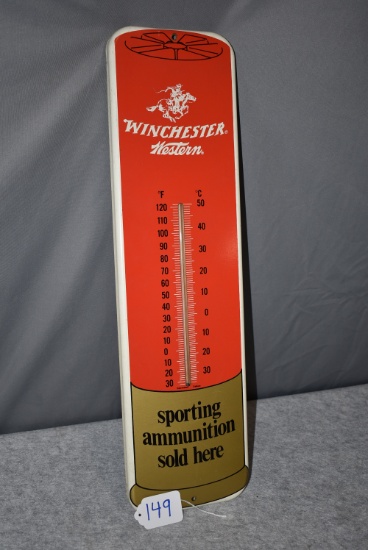 WINCHESTER®
Western®
°F °C
120 50
110
100 40
90
80 30
70 20
60
50 10
40
30 0
20
10 10
0
10 20
20
30 30
sporting
ammunition
sold here
149